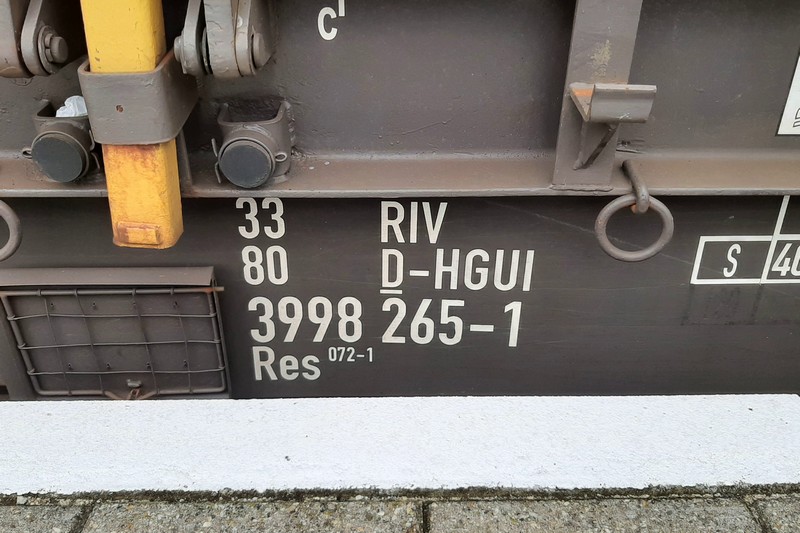 C
33 RIV
80 D-HGUI
3998 265-1
Res 072-1
S 40